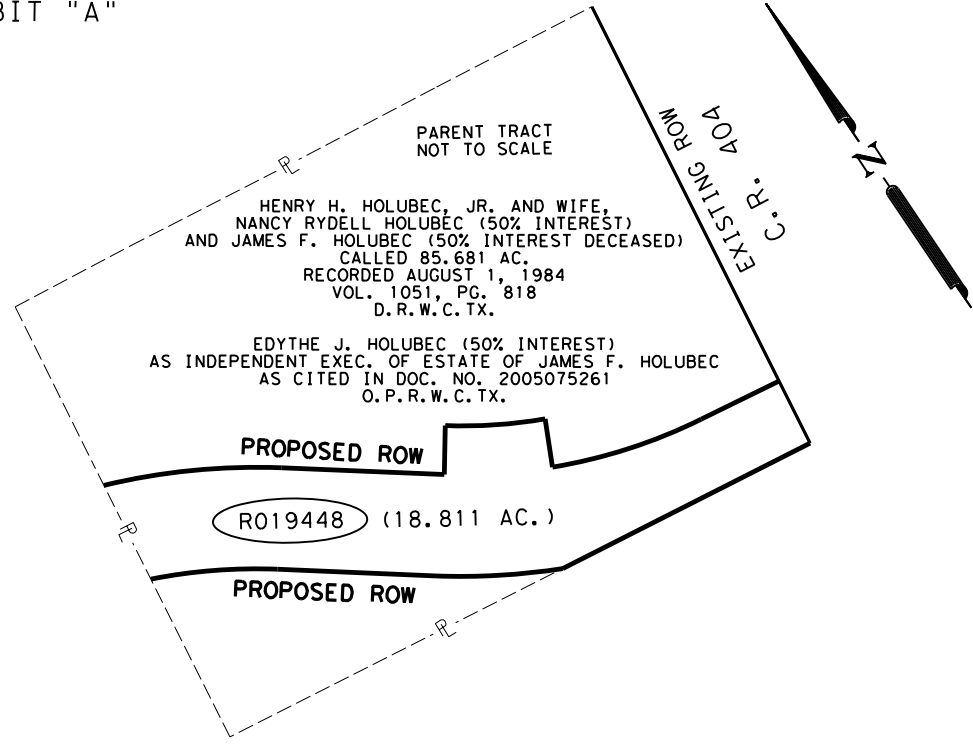 BIT "A"
PARENT TRACT
NOT TO SCALE
EXISTING ROW
C.R. 404
N
PL
HENRY H. HOLUBEC, JR. AND WIFE,
NANCY RYDELL HOLUBEC (50% INTEREST)
AND JAMES F. HOLUBEC (50% INTEREST DECEASED)
CALLED 85.681 AC.
RECORDED AUGUST 1, 1984
VOL. 1051, PG. 818
D.R.W.C.TX.
EDYTHE J. HOLUBEC (50% INTEREST)
AS INDEPENDENT EXEC. OF ESTATE OF JAMES F. HOLUBEC
AS CITED IN DOC. NO. 2005075261
O.P.R.W.C.TX.
PROPOSED ROW
R019448 (18.811 AC.)
PL
PROPOSED ROW
PL